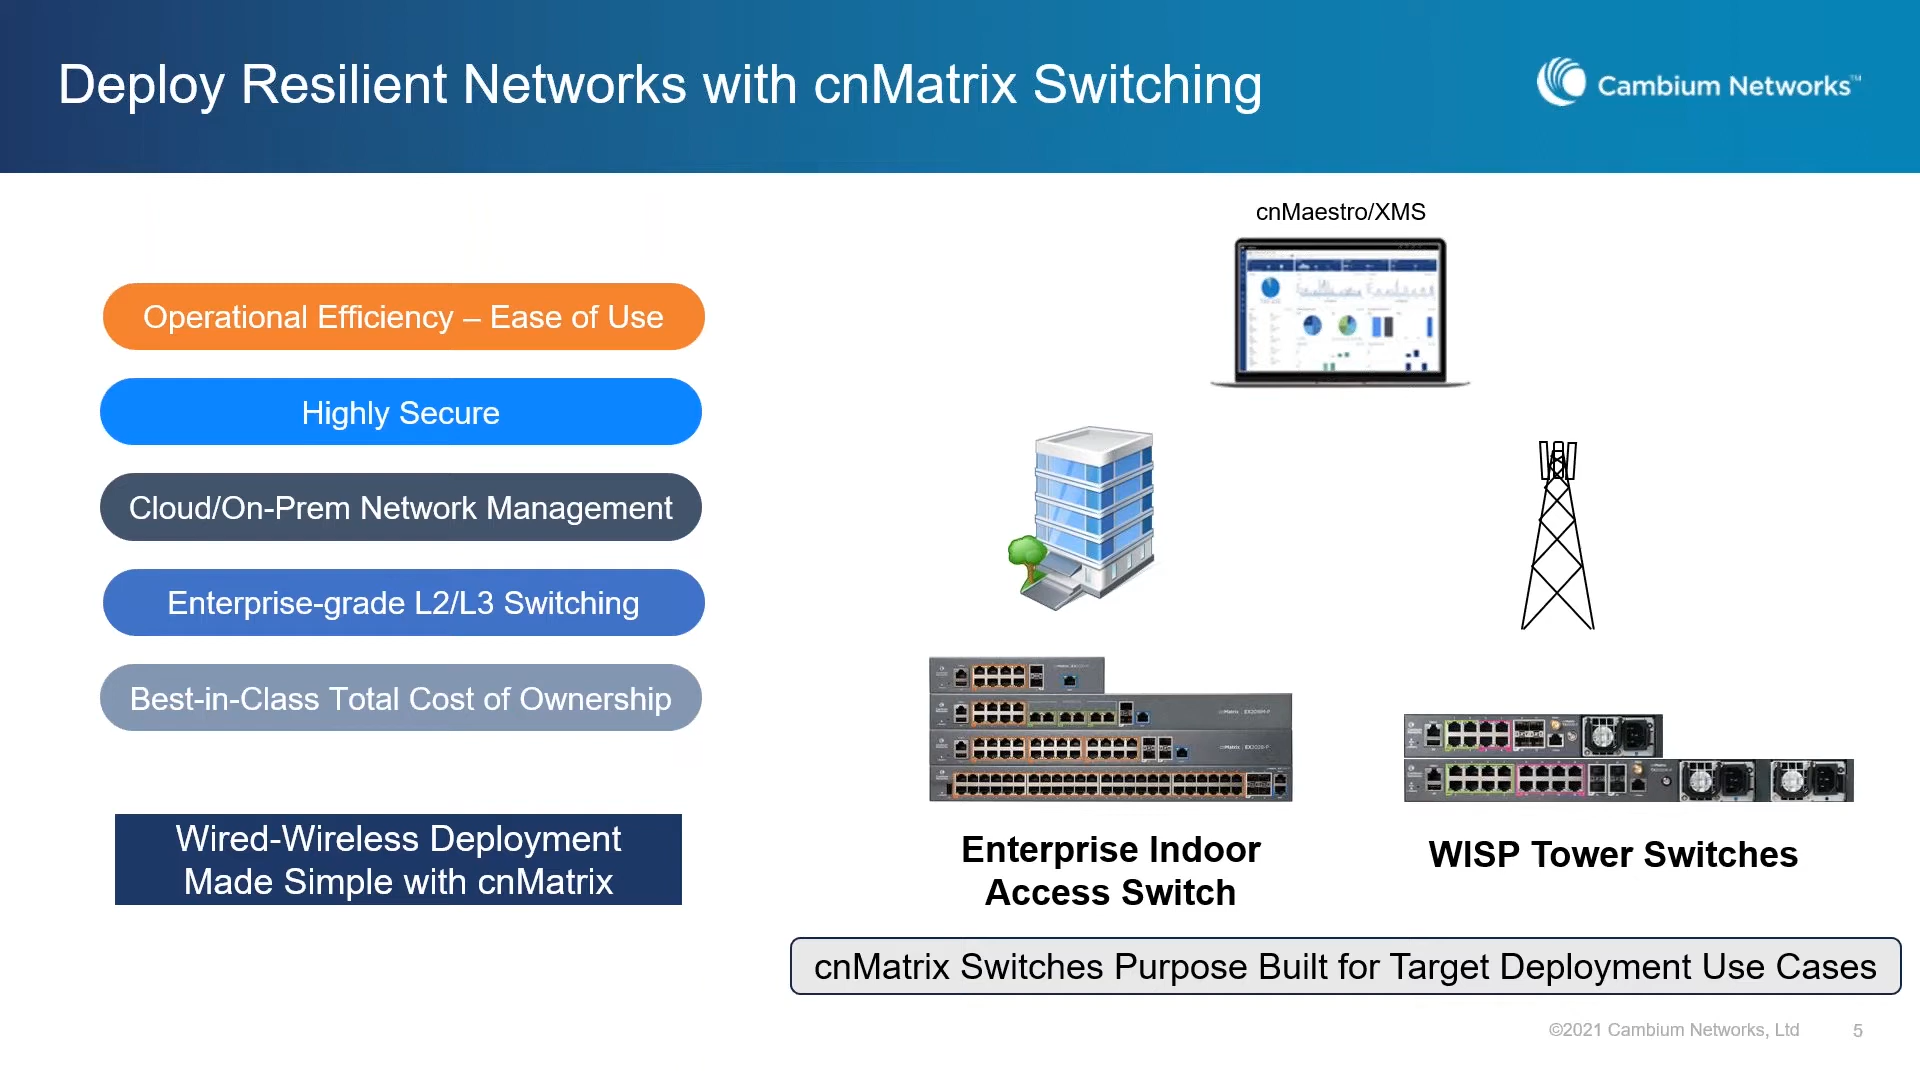 Deploy Resilient Networks with cnMatrix Switching
Cambium Networks™
cnMaestro/XMS
Operational Efficiency – Ease of Use
Highly Secure
Cloud/On-Prem Network Management
Enterprise-grade L2/L3 Switching
Best-in-Class Total Cost of Ownership
Wired-Wireless Deployment
Made Simple with cnMatrix
Enterprise Indoor
Access Switch
WISP Tower Switches
cnMatrix Switches Purpose Built for Target Deployment Use Cases
©2021 Cambium Networks, Ltd
5